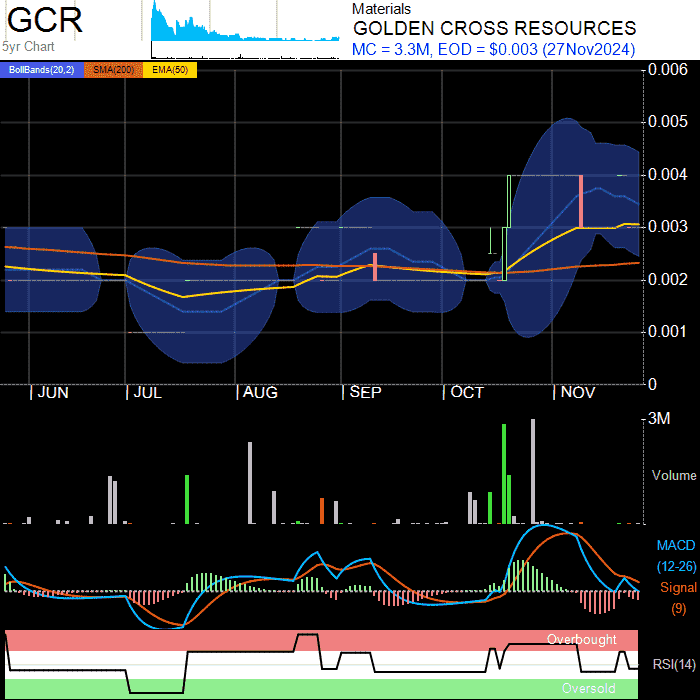 GCR
5yr Chart
Materials
GOLDEN CROSS RESOURCES
MC = 3.3M, EOD = $0.003 (27Nov2024)
BollBands(20,2) SMA(200) EMA(50)
0.006
0.005
0.004
0.003
0.002
0.001
0
JUN JUL AUG SEP OCT NOV
3M
Volume
MACD
(12-26)
Signal
(9)
Overbought
RSI(14)
Oversold